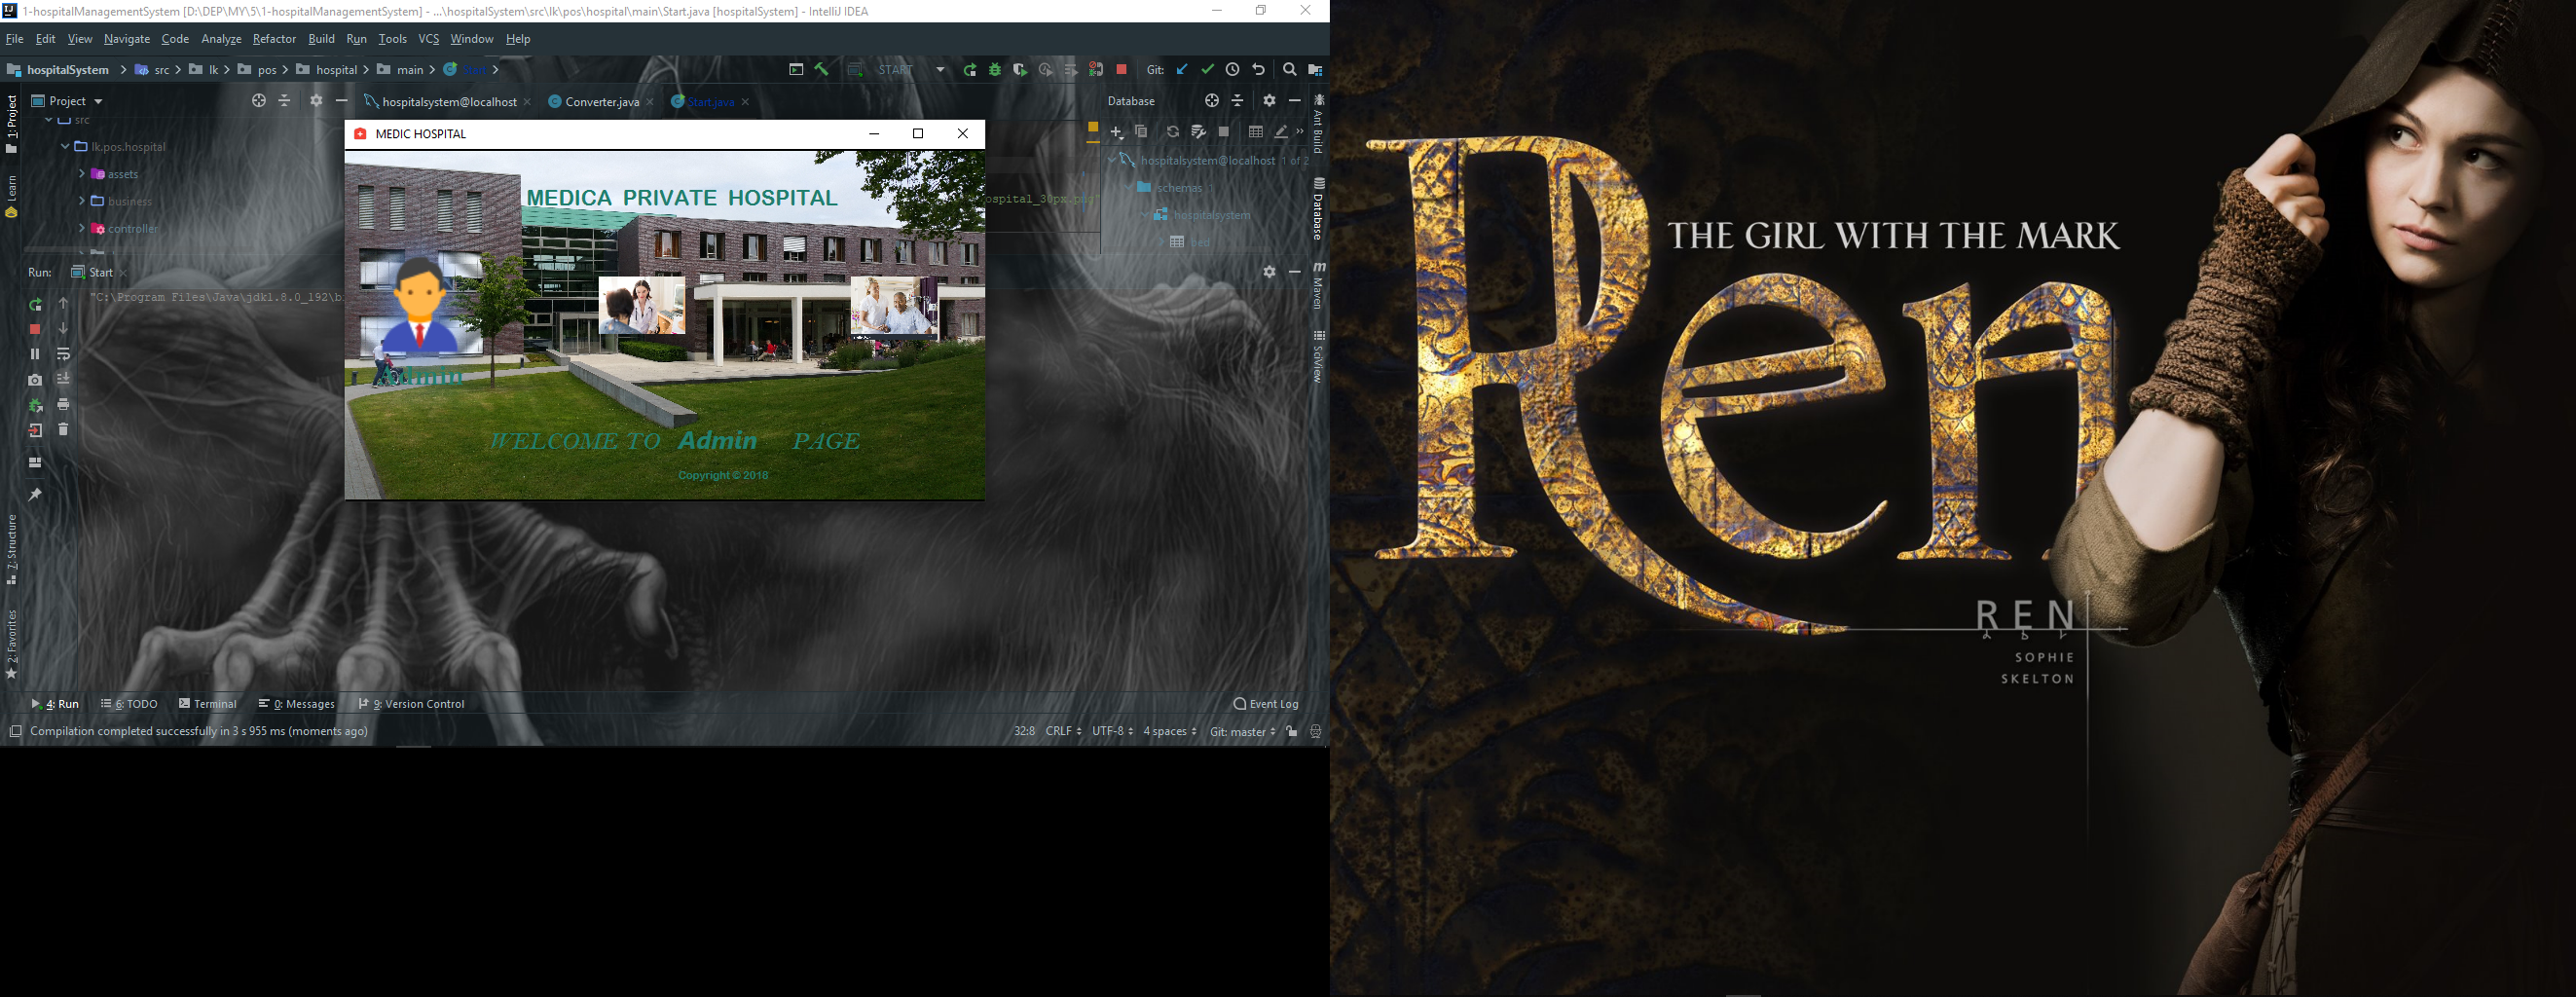 1-hospitalManagementSystem [D:\DEP\MY\5\1-hospitalManagementSystem] - ...\hospitalSystem\src\lk\pos\hospital\main\Start.java [hospitalSystem] - IntelliJ IDEA
File Edit View Navigate Code Analyze Refactor Build Run Tools VCS Window Help
hospitalSystem src lk pos hospital main Start START Git:
1: Project
Project
hospitalsystem@localhost
Converter.java
Start.java
Database
Ant Build
src
lk.pos.hospital
assets
business
controller
Learn
hospitalsystem@localhost 1 of 2
schemas 1
hospitalsystem
bed
Database
Maven
SciView
ospital_30px.png"
Run: Start
"C:\Program Files\Java\jdk1.8.0_192\b
MEDIC HOSPITAL
MEDICA PRIVATE HOSPITAL
Admin
WELCOME TO Admin PAGE
Copyright © 2018
7: Structure
2: Favorites
4: Run 6: TODO Terminal 0: Messages 9: Version Control Event Log
Compilation completed successfully in 3 s 955 ms (moments ago) 32:8 CRLF UTF-8 4 spaces Git: master
THE GIRL WITH THE MARK
Ren
REN
SOPHIE
SKELTON